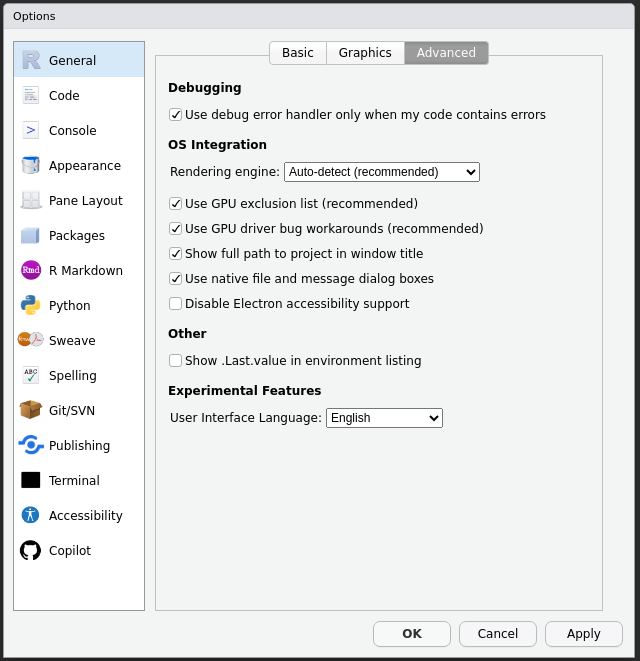 Options
General
Code
Console
Appearance
Pane Layout
Packages
Rmd
R Markdown
Python
Sweave
ABC
Spelling
Git/SVN
Publishing
Terminal
Accessibility
Copilot
Basic
Graphics
Advanced
Debugging
Use debug error handler only when my code contains errors
OS Integration
Rendering engine: Auto-detect (recommended)
Use GPU exclusion list (recommended)
Use GPU driver bug workarounds (recommended)
Show full path to project in window title
Use native file and message dialog boxes
Disable Electron accessibility support
Other
Show .Last.value in environment listing
Experimental Features
User Interface Language: English
OK
Cancel
Apply